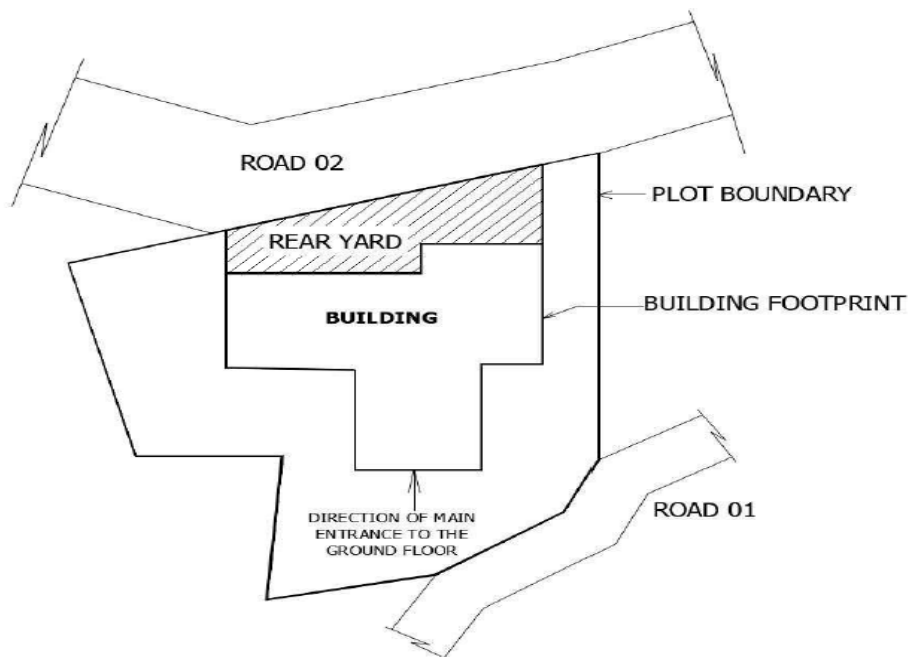 ROAD 02
PLOT BOUNDARY
REAR YARD
BUILDING FOOTPRINT
BUILDING
DIRECTION OF MAIN
ENTRANCE TO THE
GROUND FLOOR
ROAD 01